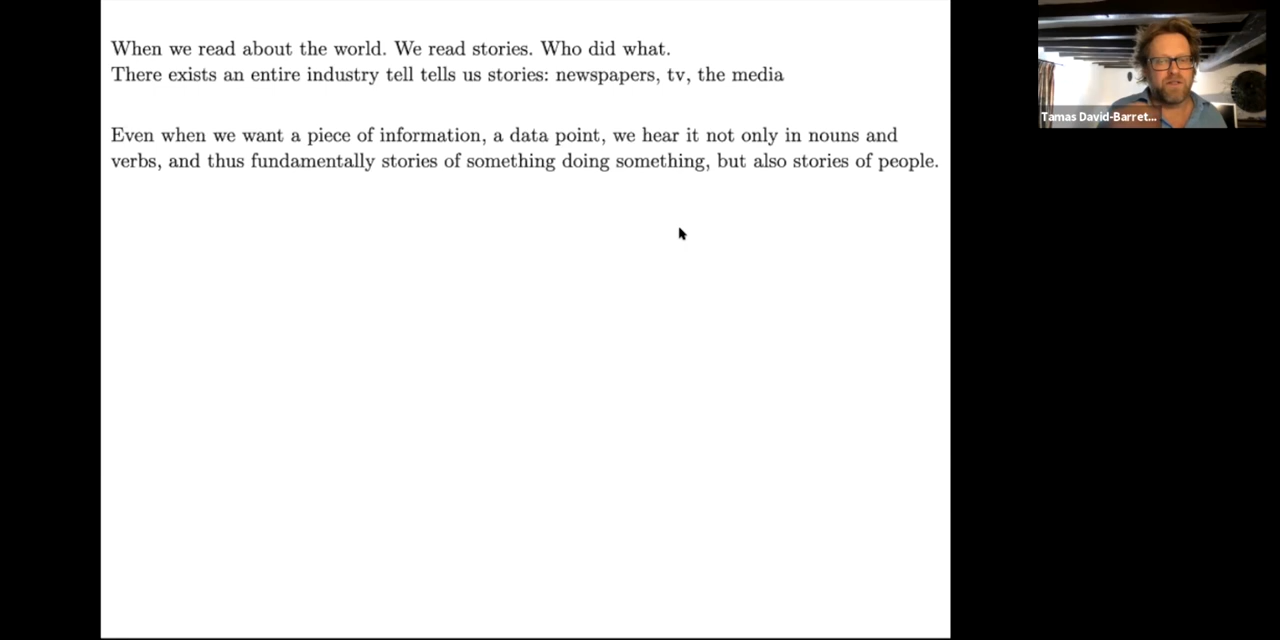 When we read about the world. We read stories. Who did what.
There exists an entire industry tell tells us stories: newspapers, tv, the media
Even when we want a piece of information, a data point, we hear it not only in nouns and
verbs, and thus fundamentally stories of something doing something, but also stories of people.
Tamas David-Barret...